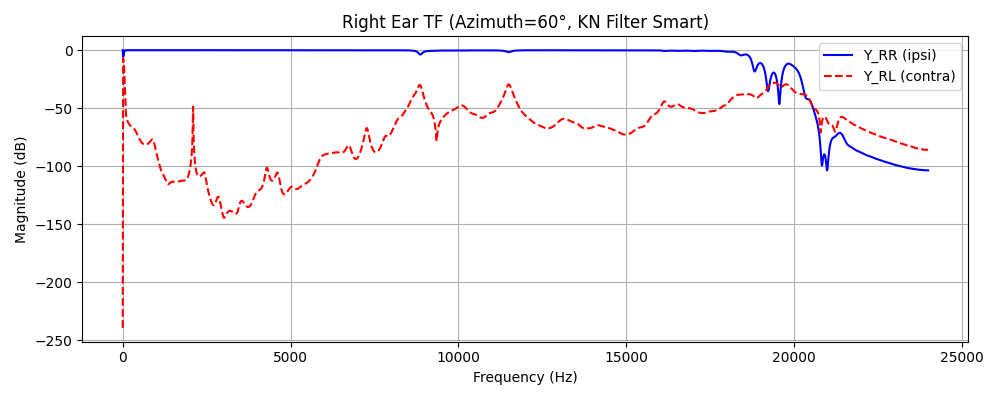 Right Ear TF (Azimuth=60°, KN Filter Smart)
Y_RR (ipsi)
Y_RL (contra)
Magnitude (dB)
0
−50
−100
−150
−200
−250
0
5000
10000
15000
20000
25000
Frequency (Hz)